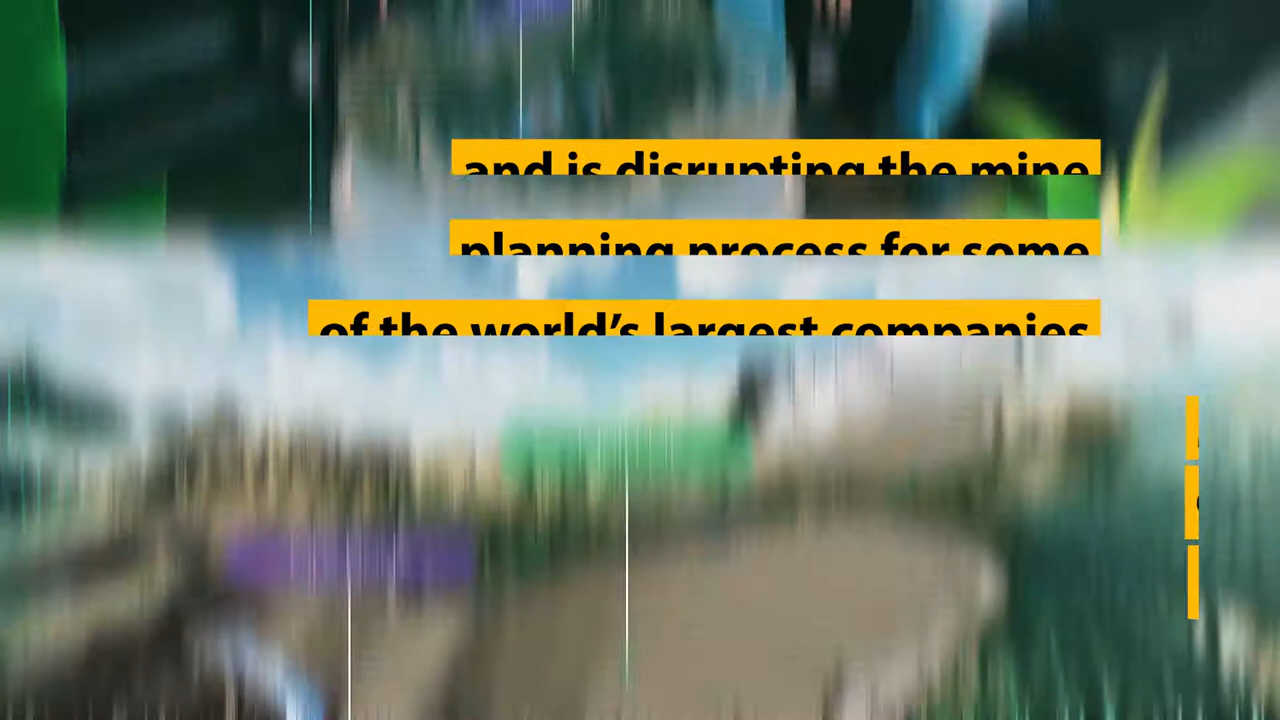 and is disrupting the mine
planning process for some
of the world’s largest companies